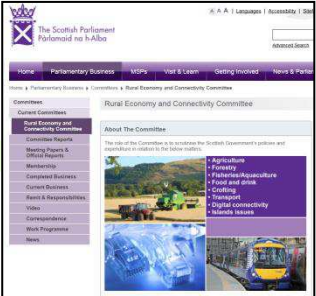 A A A | Languages | Accessibility |
The Scottish Parliament
Pàrlamaid na h-Alba
Advanced Search
Home Parliamentary Business MSPs Visit & Learn Getting Involved News &
Home > Parliamentary Business > Committees > Rural Economy and Connectivity Committee
Committees
Current Committees
Rural Economy and
Connectivity Committee
Committee Reports
Meeting Papers &
Official Reports
Membership
Completed Business
Current Business
Remit & Responsibilities
Video
Correspondence
Work Programme
News
Rural Economy and Connectivity Committee
About The Committee
The role of the Committee is to scrutinise the Scottish Government's policies and
expenditure in relation to the below matters.
• Agriculture
• Forestry
• Fisheries/Aquaculture
• Food and drink
• Crofting
• Transport
• Digital connectivity
• Islands issues